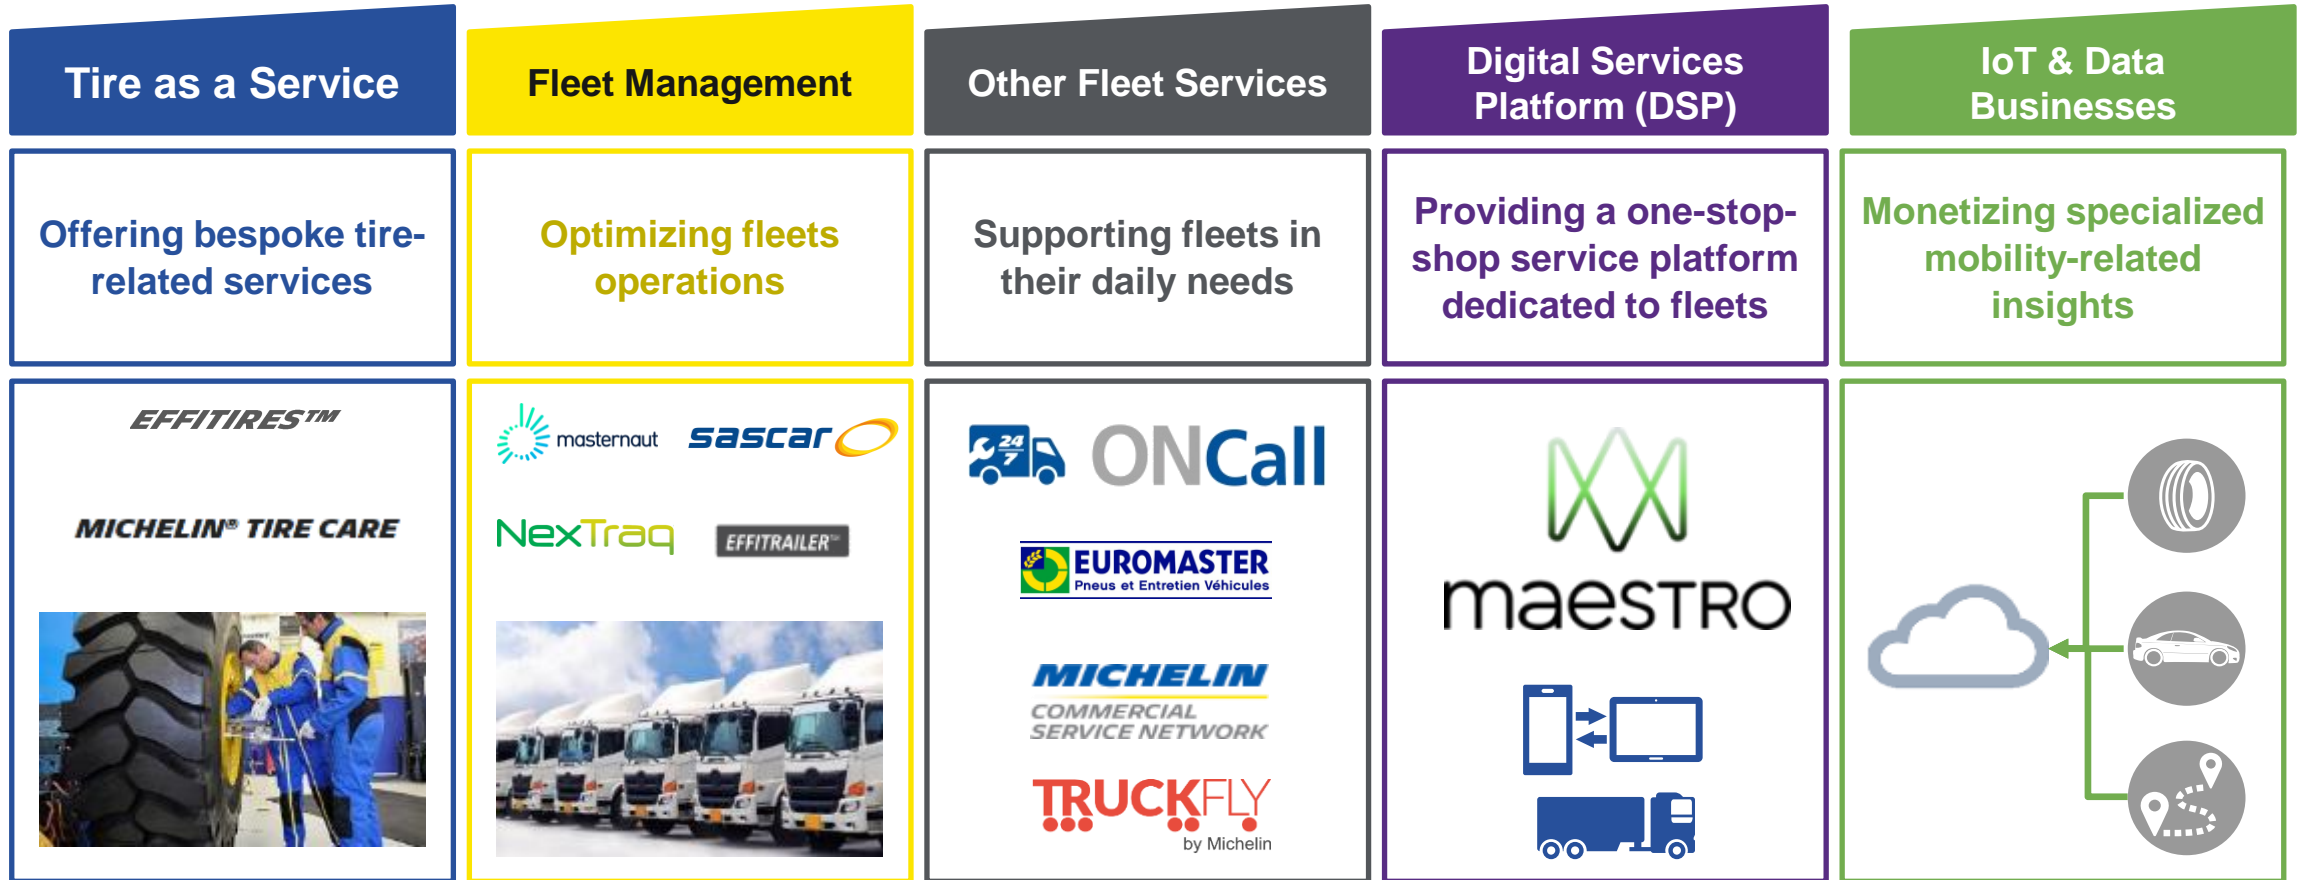 Tire as a Service
Fleet Management
Other Fleet Services
Digital Services
Platform (DSP)
IoT & Data
Businesses
Offering bespoke tire-
related services
Optimizing fleets
operations
Supporting fleets in
their daily needs
Providing a one-stop-
shop service platform
dedicated to fleets
Monetizing specialized
mobility-related
insights
EFFITIRES™
MICHELIN® TIRE CARE
masternaut
sascar
NexTraq
EFFITRAILER™
24
7
ONCall
EUROMASTER
Pneus et Entretien Véhicules
MICHELIN
COMMERCIAL
SERVICE NETWORK
TRUCKFLY
by Michelin
maestro